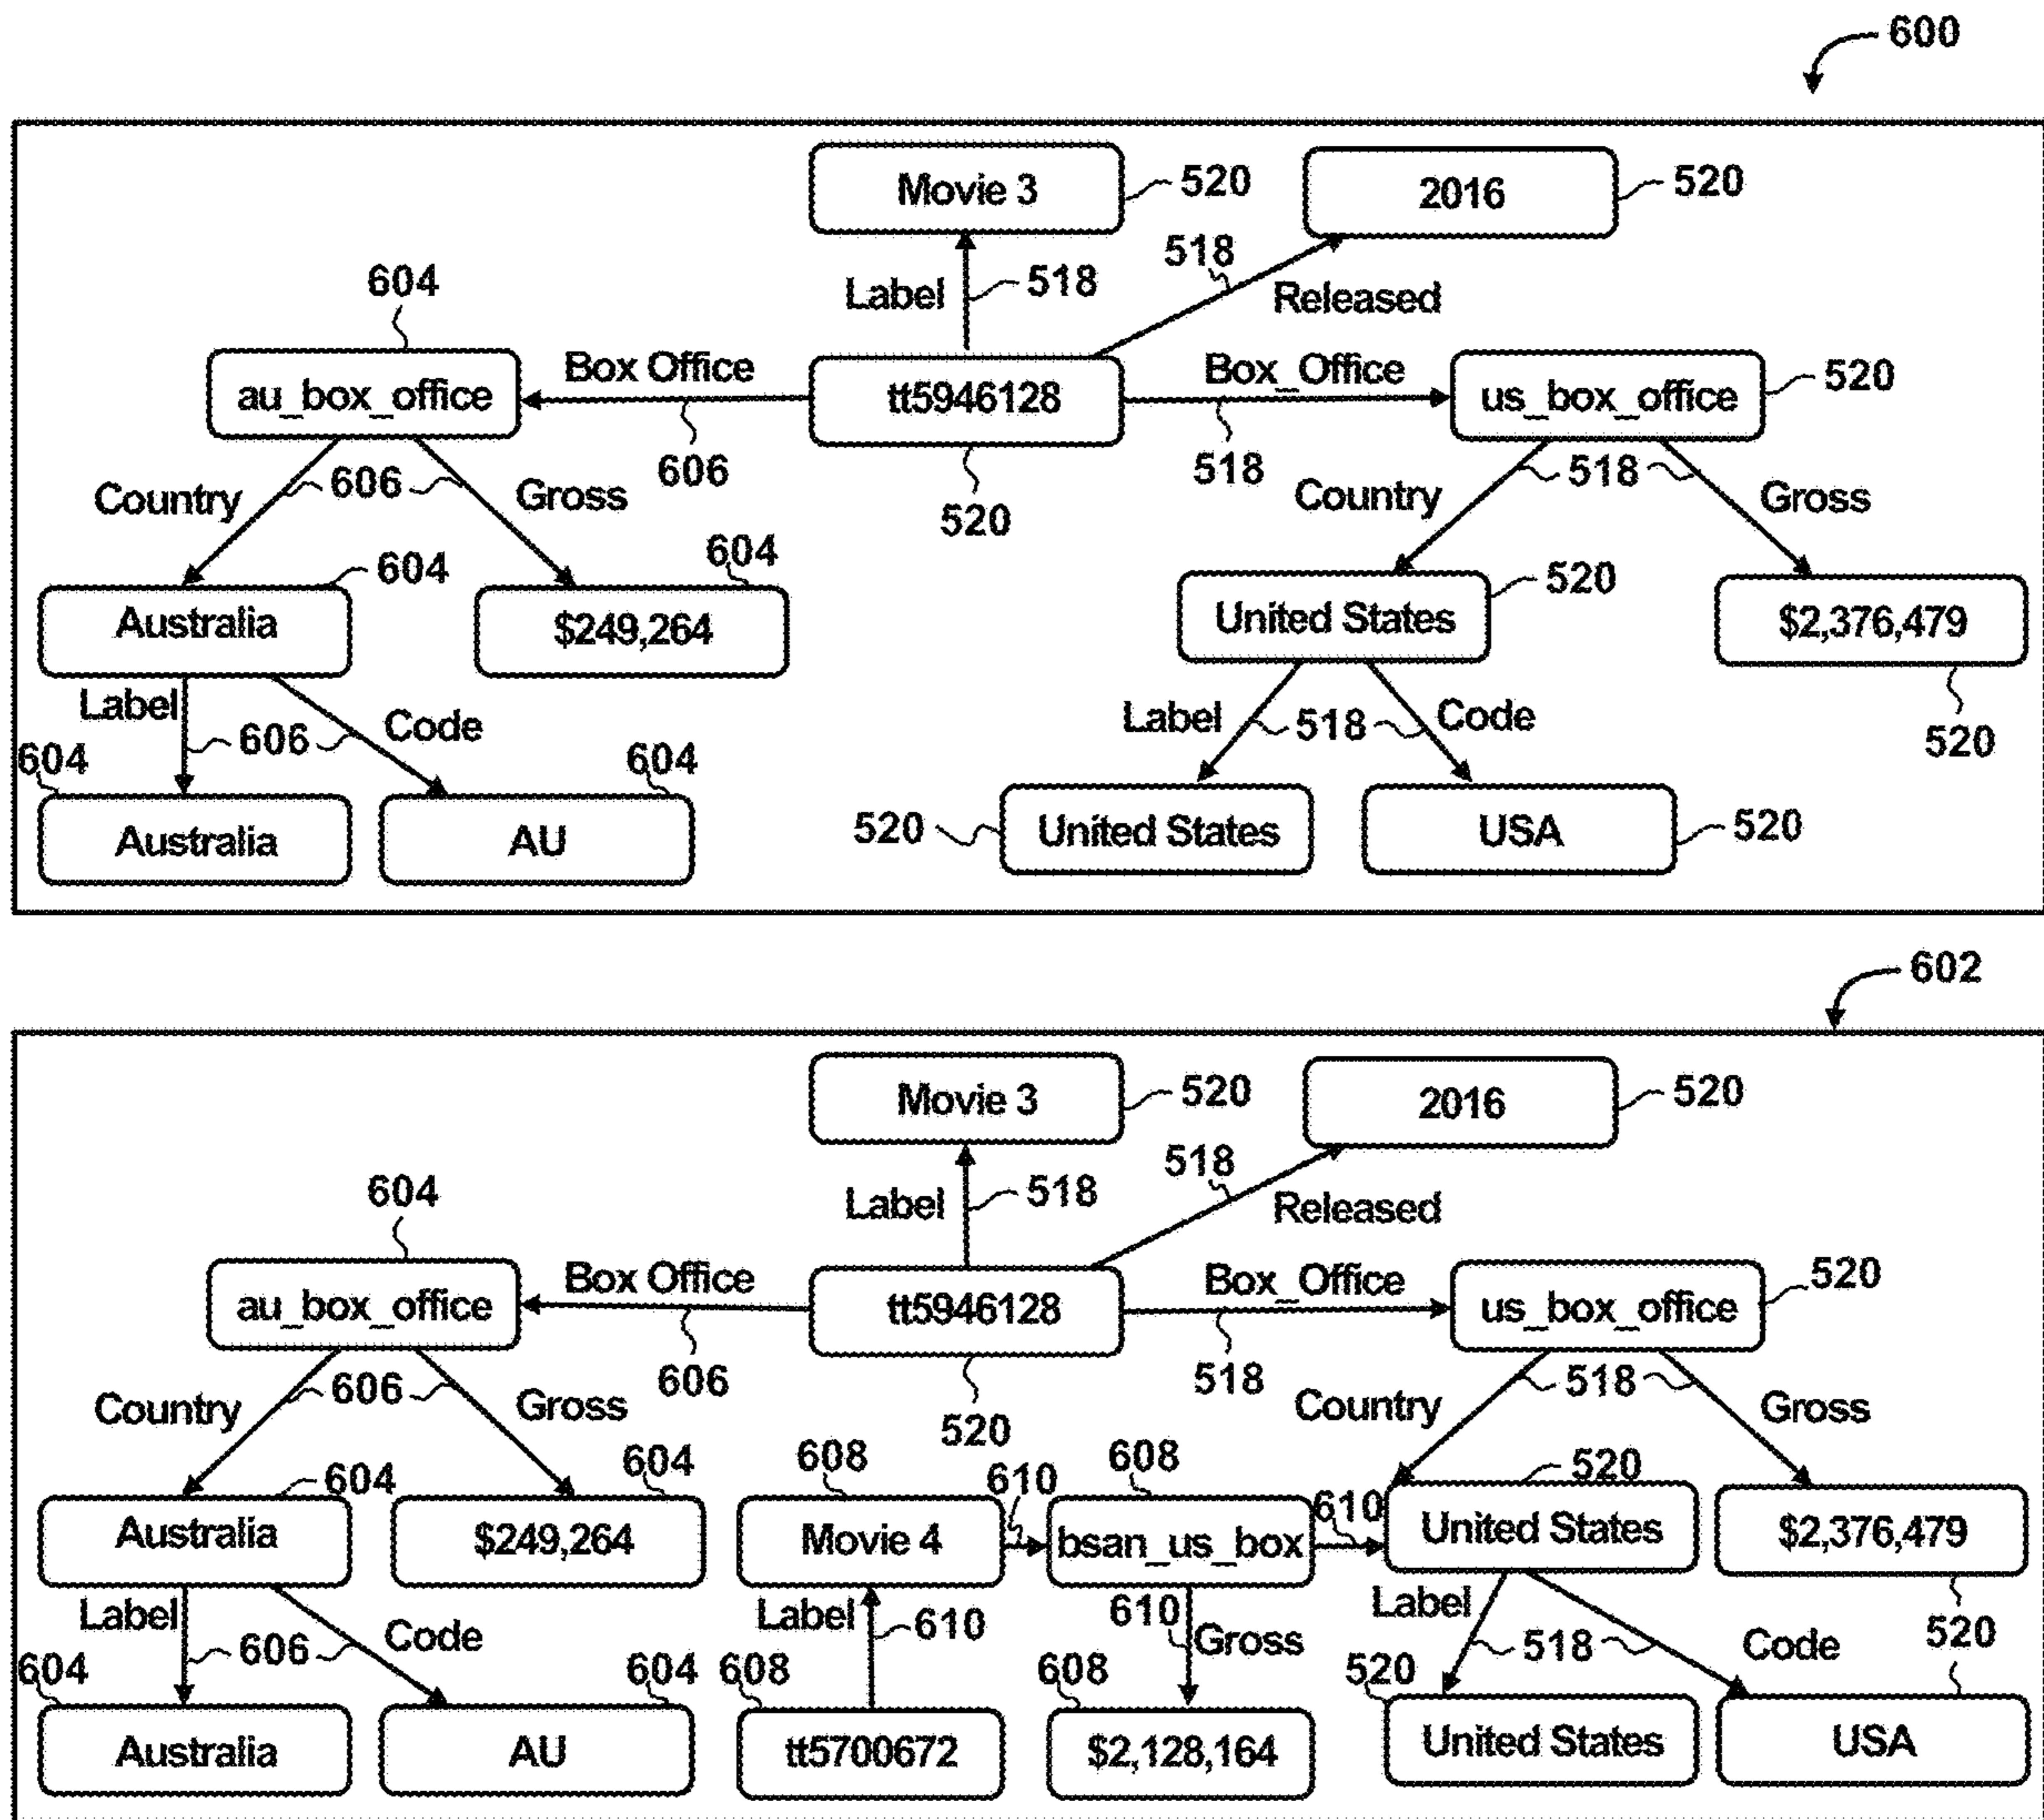 600
Movie 3 520 2016 520
518
Label 518 Released
604
au_box_office Box Office tt5946128 Box_Office us_box_office 520
606 518
Country 606 Gross 520 Country 518 Gross
604
Australia 604 $249,264 United States 520 $2,376,479
Label 606 Code Label 518 Code 520
604 604
Australia AU 520 United States USA 520
602
Movie 3 520 2016 520
518
Label 518 Released
604
au_box_office Box Office tt5946128 Box_Office us_box_office 520
606 518
Country 606 Gross 520 Country 518 Gross
604 604 608 610 608 610 520
Australia $249,264 Movie 4 bsan_us_box United States $2,376,479
Label 606 Code Label 610 610 Gross Label 518 Code 520
604 604 608 608 520 520
Australia AU tt5700672 $2,128,164 United States USA